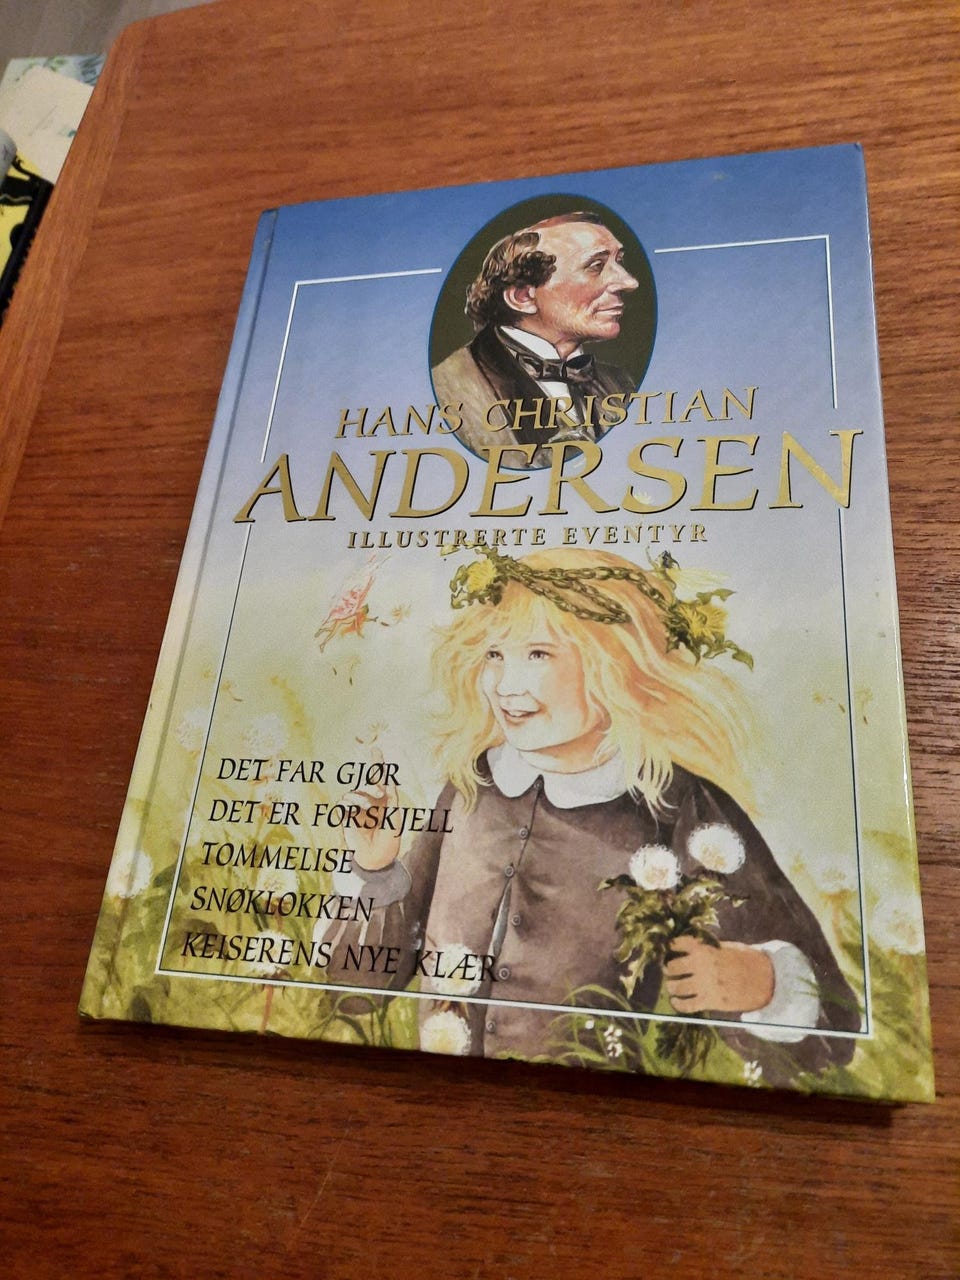 HANS CHRISTIAN
ANDERSEN
ILLUSTRERTE EVENTYR
DET FAR GJØR
DET ER FORSKJELL
TOMMELISE
SNØKLOKKEN
KEISERENS NYE KLÆR